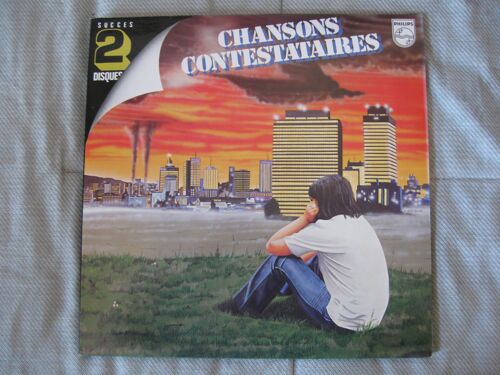 SUCCES
2
DISQUES
CHANSONS
CONTESTATAIRES
PHILIPS